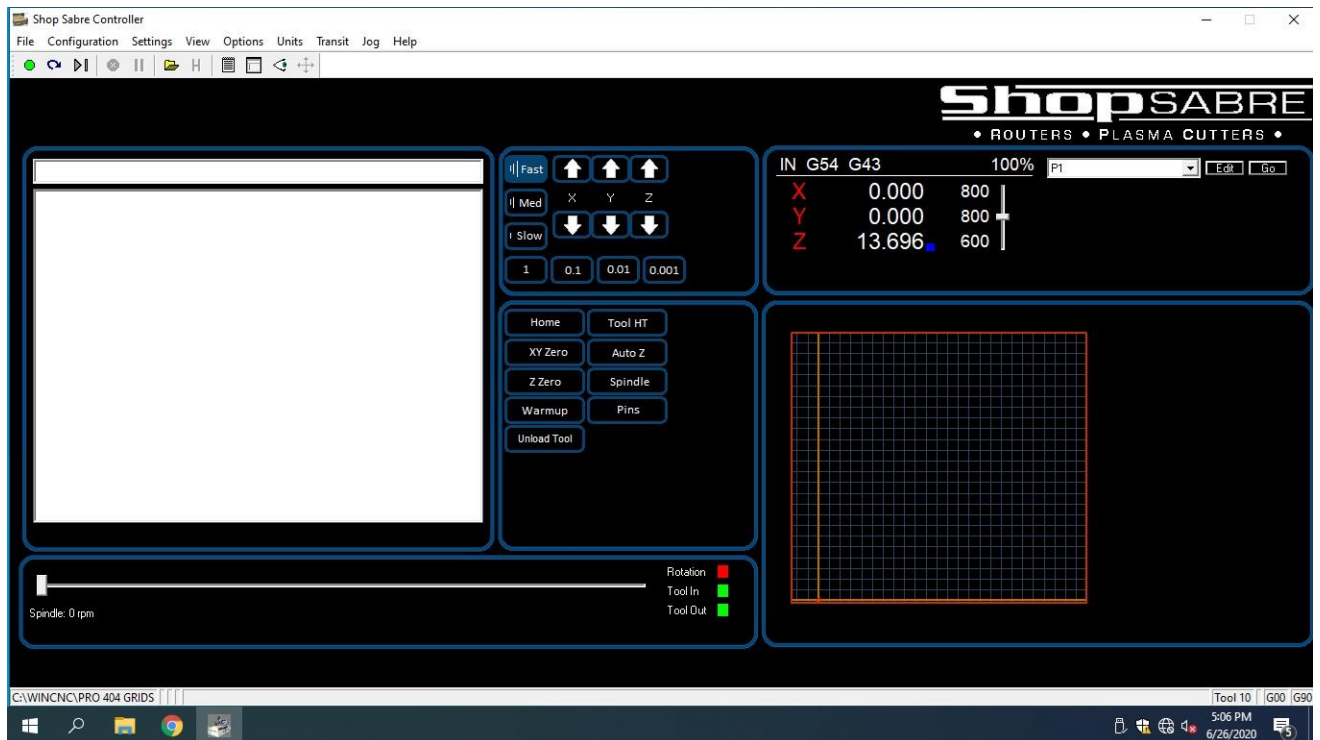 Shop Sabre Controller
File Configuration Settings View Options Units Transit Jog Help
H
ShopSABRE
• ROUTERS • PLASMA CUTTERS •
Fast
Med
Slow
X Y Z
1 0.1 0.01 0.001
IN G54 G43 100% P1 Edit Go
X 0.000 800
Y 0.000 800
Z 13.696 600
Home Tool HT
XY Zero Auto Z
Z Zero Spindle
Warmup Pins
Unload Tool
Rotation
Tool In
Tool Out
Spindle: 0 rpm
C:\WINCNC\PRO 404 GRIDS Tool 10 G00 G90
5:06 PM
6/26/2020
5